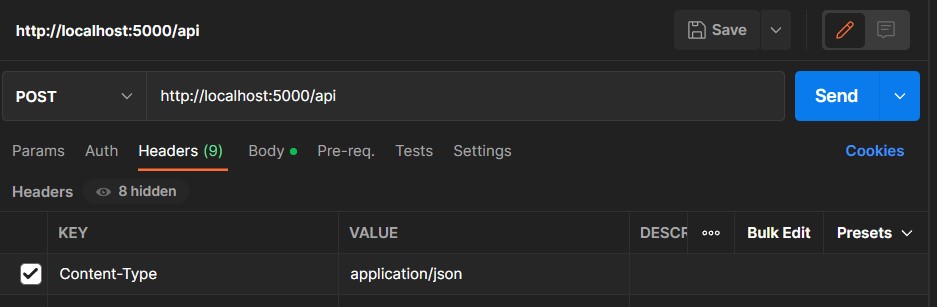 http://localhost:5000/api Save
POST http://localhost:5000/api Send
Params Auth Headers (9) Body Pre-req. Tests Settings Cookies
Headers 8 hidden
KEY VALUE DESCR Bulk Edit Presets
Content-Type application/json